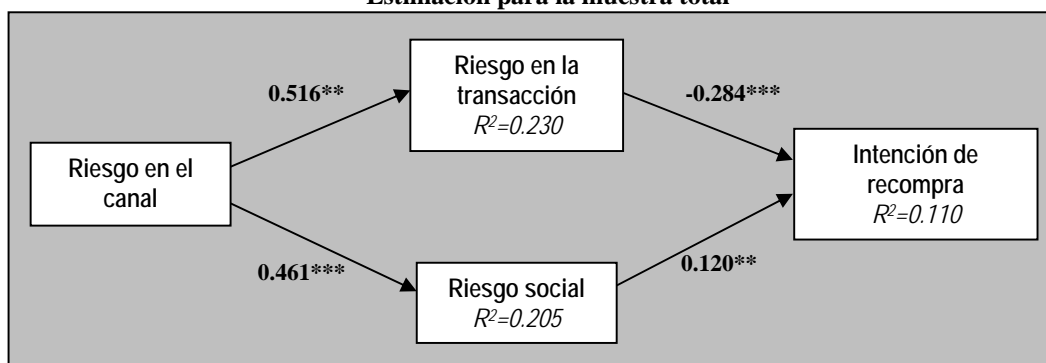 Estimación para la muestra total
Riesgo en la
transacción
R²=0.230
0.516**
-0.284***
Riesgo en el
canal
Intención de
recompra
R²=0.110
0.461***
0.120**
Riesgo social
R²=0.205